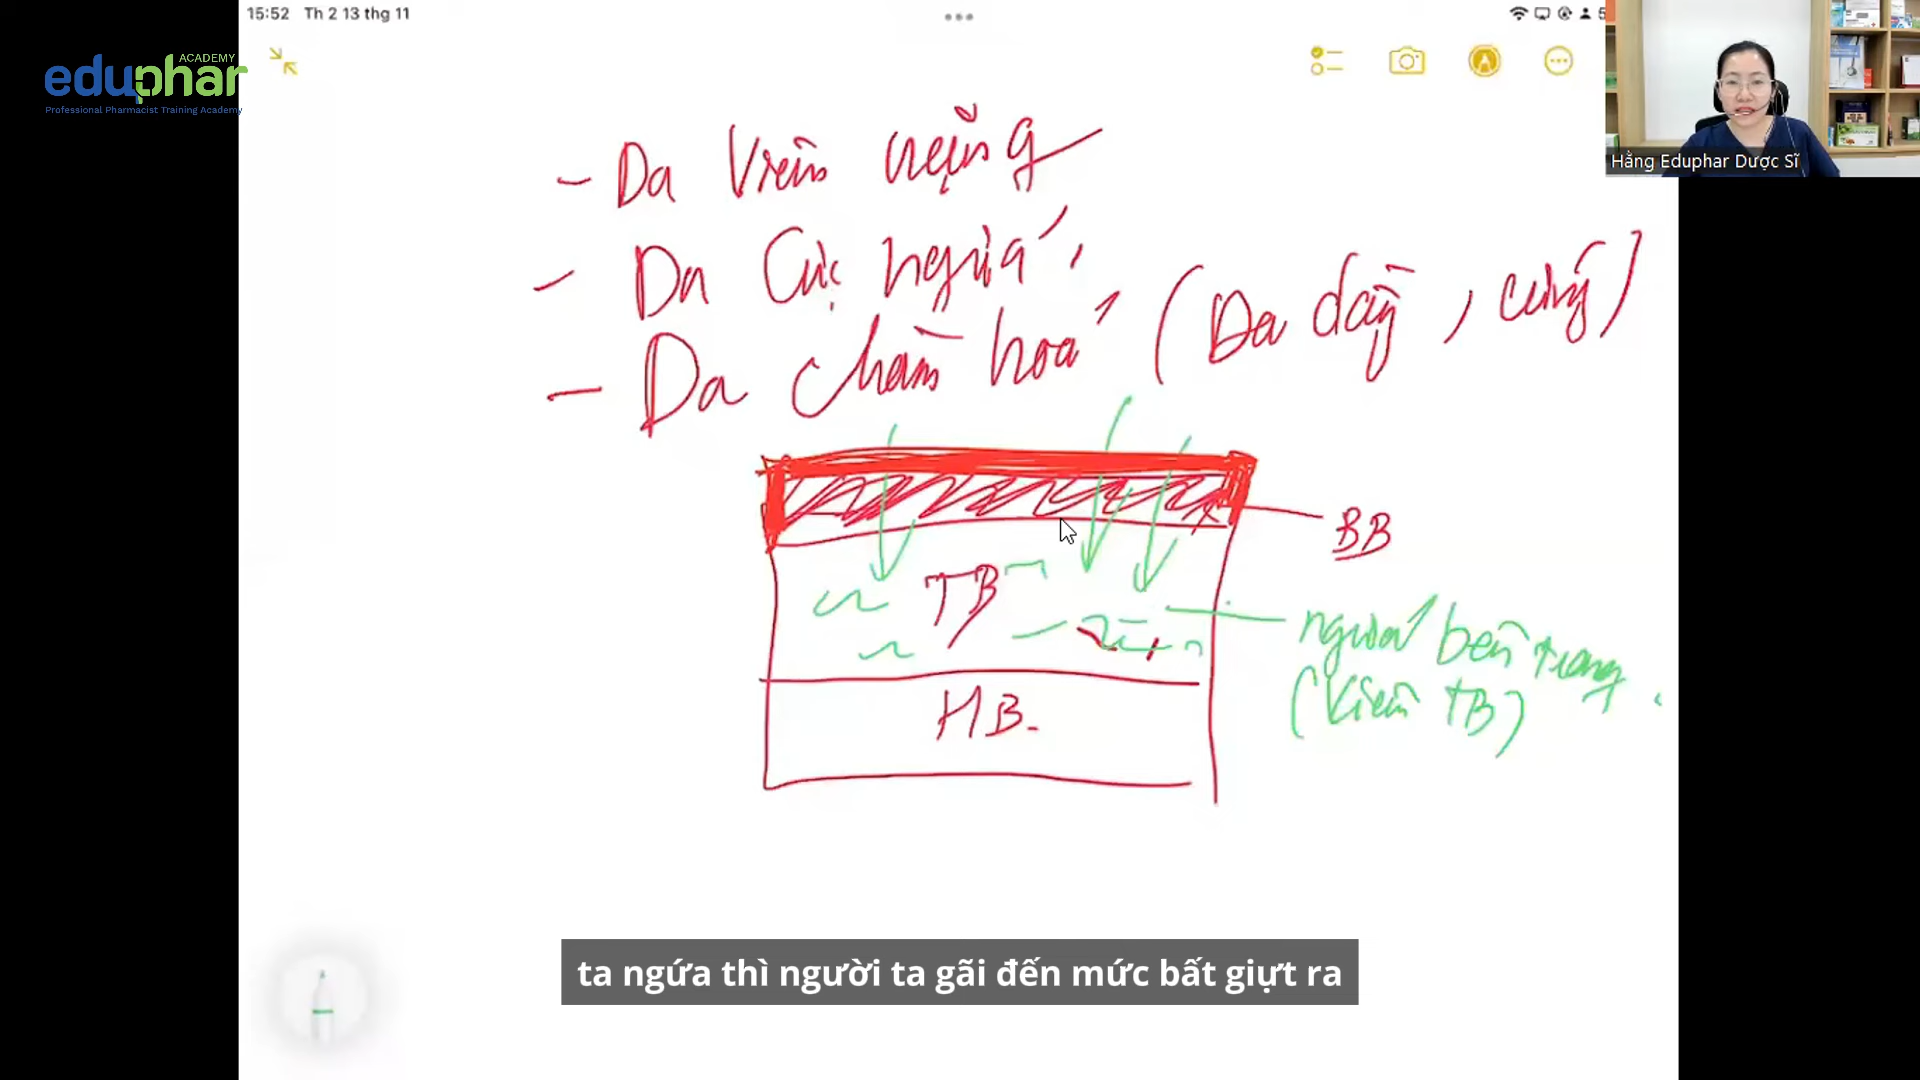 15:52 Th 2 13 thg 11
ACADEMY
eduphar
Professional Pharmacist Training Academy
Hằng Eduphar Dược Sĩ
- Da Viêm nặng
- Da Cực ngứa,
- Da chàm hoá (Da dày, cứng)
BB
TB
ngứa bên trong
(Viêm TB)
HB.
ta ngứa thì người ta gãi đến mức bất giựt ra